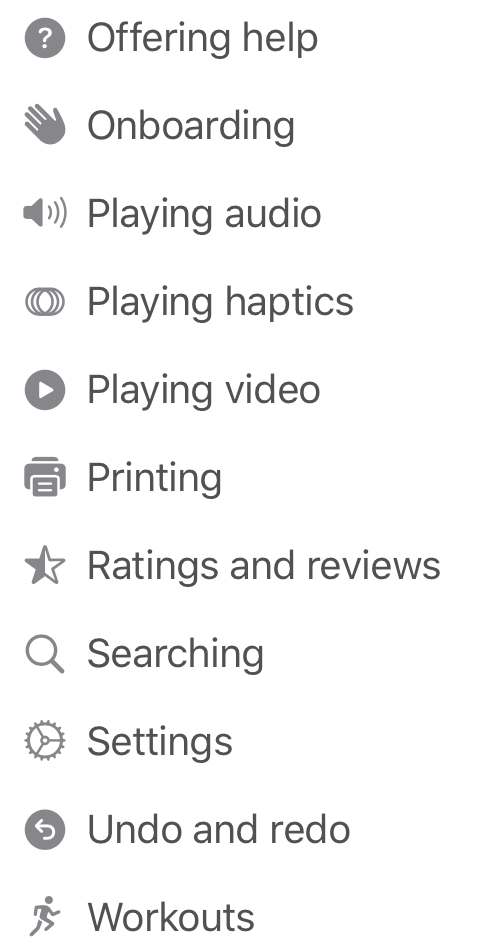 Offering help
Onboarding
Playing audio
Playing haptics
Playing video
Printing
Ratings and reviews
Searching
Settings
Undo and redo
Workouts